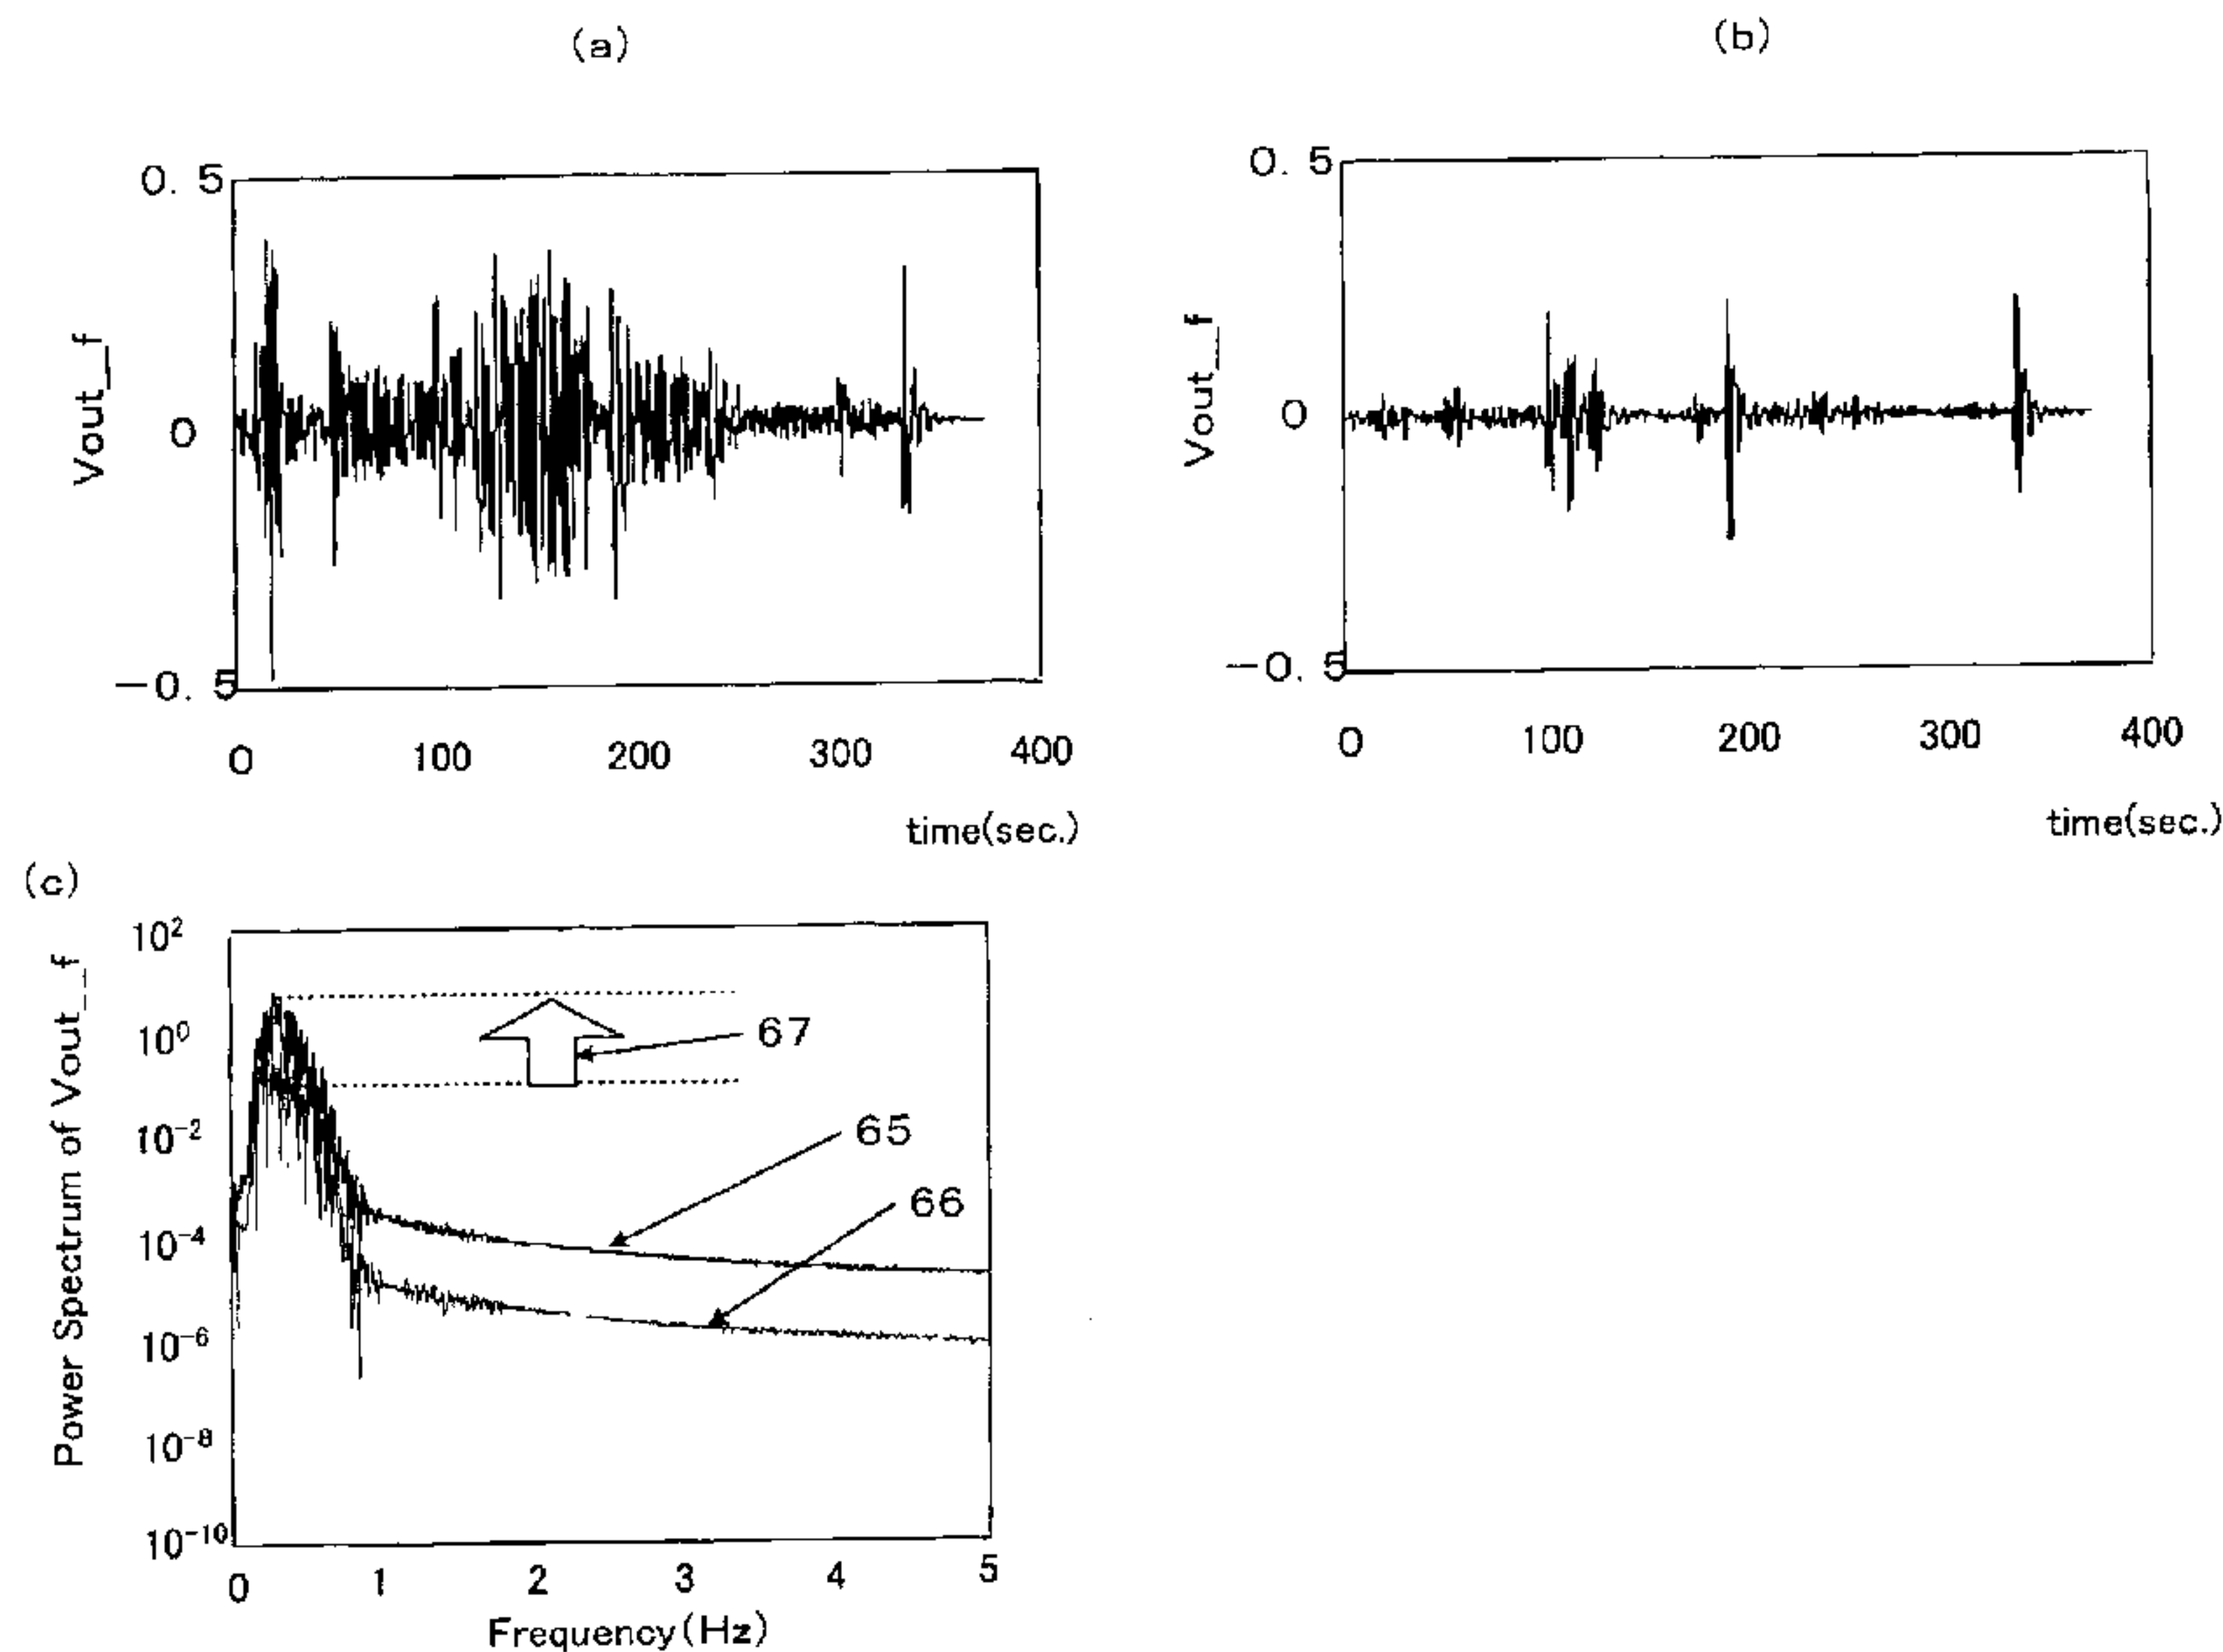 (a)
0. 5
0
−0. 5
Vout_f
0 100 200 300 400
time(sec.)
(b)
0. 5
0
−0. 5
Vout_f
0 100 200 300 400
time(sec.)
(c)
10²
10⁰
10⁻²
10⁻⁴
10⁻⁶
10⁻⁸
10⁻¹⁰
Power Spectrum of Vout_f
67
65
66
0 1 2 3 4 5
Frequency(Hz)